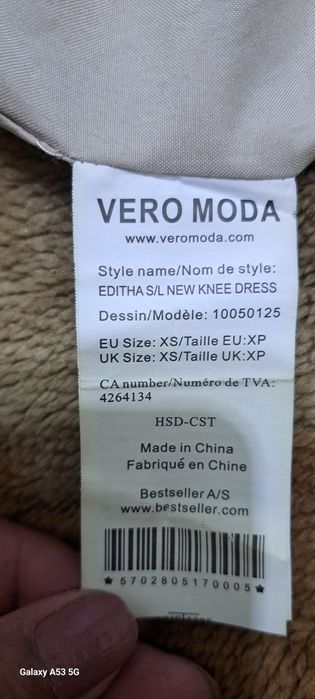 VERO MODA
www.veromoda.com
Style name/Nom de style:
EDITHA S/L NEW KNEE DRESS
Dessin/Modèle: 10050125
EU Size: XS/Taille EU:XP
UK Size: XS/Taille UK:XP
CA number/Numéro de TVA:
4264134
HSD-CST
Made in China
Fabriqué en Chine
Bestseller A/S
www.bestseller.com
*5702805170005*
Galaxy A53 5G